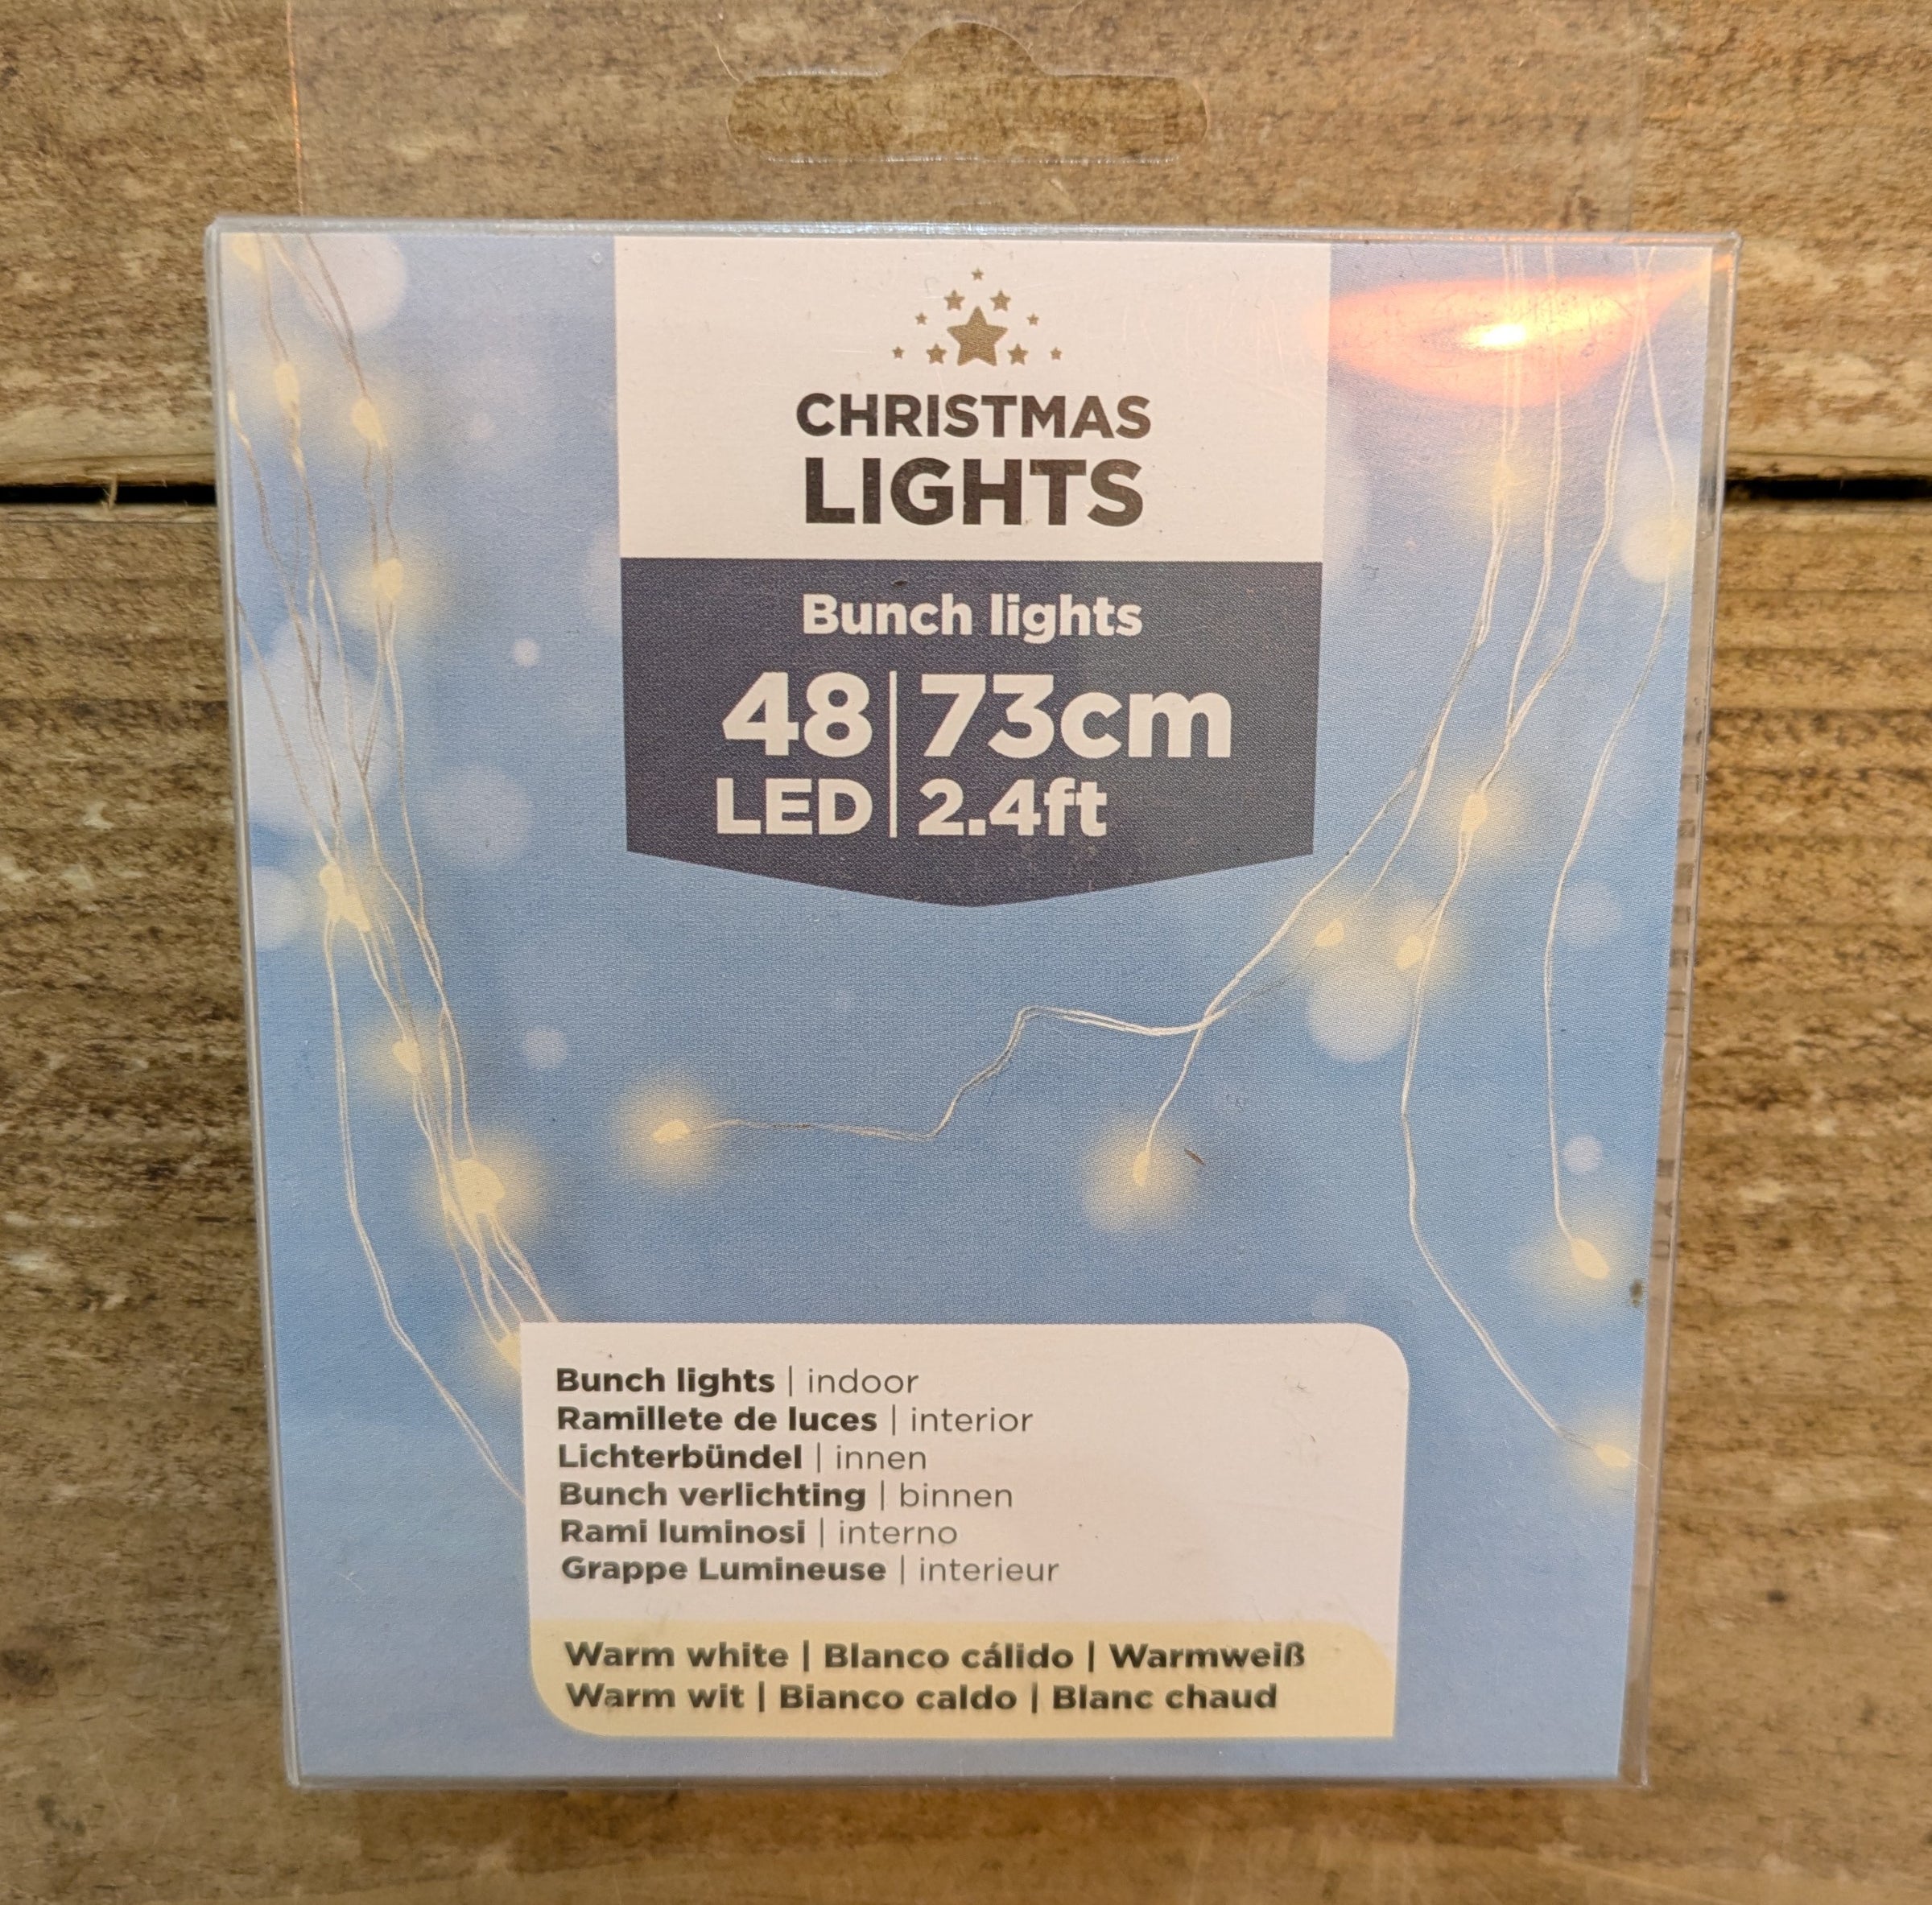 CHRISTMAS
LIGHTS
Bunch lights
48 | 73cm
LED | 2.4ft
Bunch lights | indoor
Ramillete de luces | interior
Lichterbündel | innen
Bunch verlichting | binnen
Rami luminosi | interno
Grappe Lumineuse | interieur
Warm white | Blanco cálido | Warmweiß
Warm wit | Bianco caldo | Blanc chaud